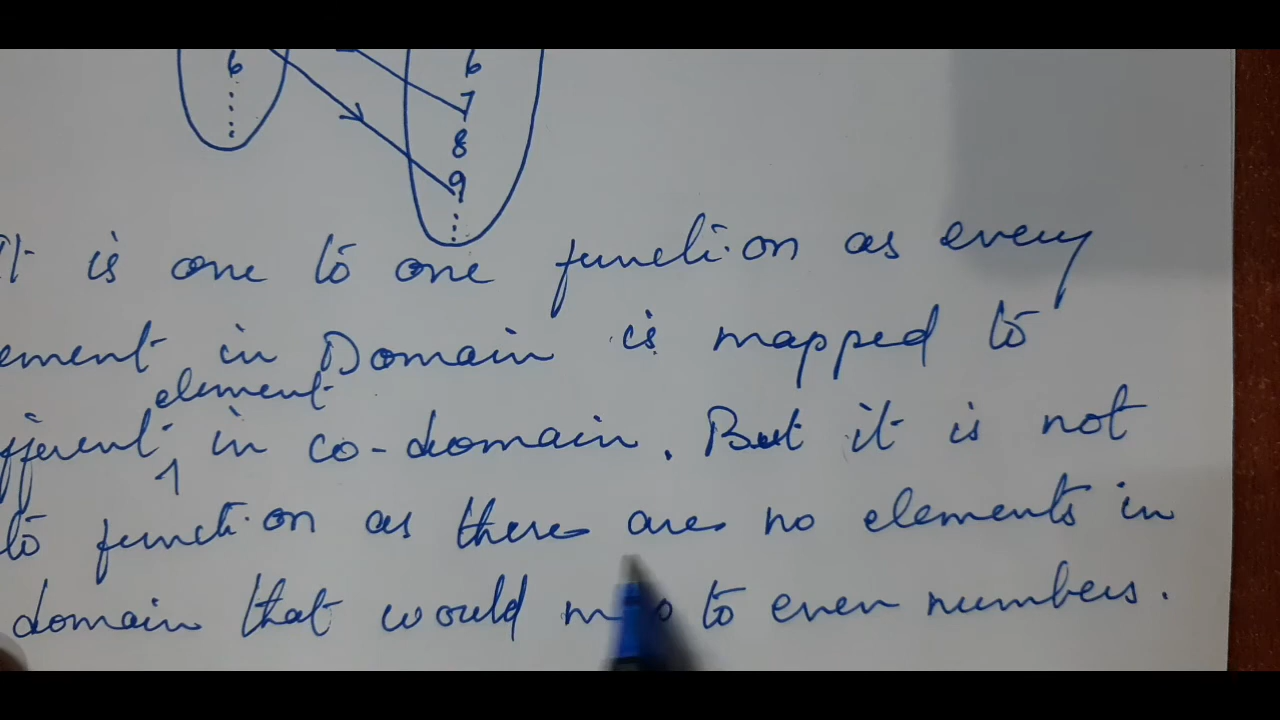 6 6
7
8
9
It is one to one function as every
ement in Domain is mapped to
element
fferent in co-domain. But it is not
to function as there are no elements in
domain that would map to even numbers.